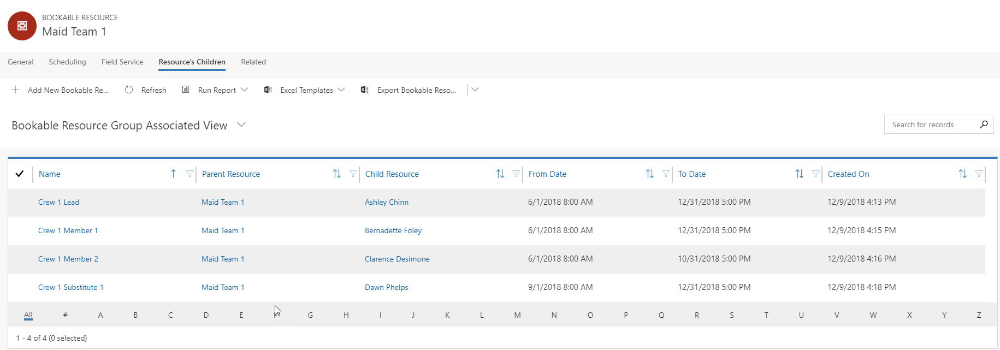 BOOKABLE RESOURCE
Maid Team 1
General Scheduling Field Service Resource's Children Related
Add New Bookable Re... Refresh Run Report Excel Templates Export Bookable Reso...
Bookable Resource Group Associated View
Search for records
Name Parent Resource Child Resource From Date To Date Created On
Crew 1 Lead Maid Team 1 Ashley Chinn 6/1/2018 8:00 AM 12/31/2018 5:00 PM 12/9/2018 4:13 PM
Crew 1 Member 1 Maid Team 1 Bernadette Foley 6/1/2018 8:00 AM 12/31/2018 5:00 PM 12/9/2018 4:15 PM
Crew 1 Member 2 Maid Team 1 Clarence Desimone 6/1/2018 8:00 AM 10/31/2018 5:00 PM 12/9/2018 4:16 PM
Crew 1 Substitute 1 Maid Team 1 Dawn Phelps 9/1/2018 8:00 AM 12/31/2018 5:00 PM 12/9/2018 4:18 PM
All # A B C D E G H I J K L M N O P Q R S T U V W X Y Z
1 - 4 of 4 (0 selected)